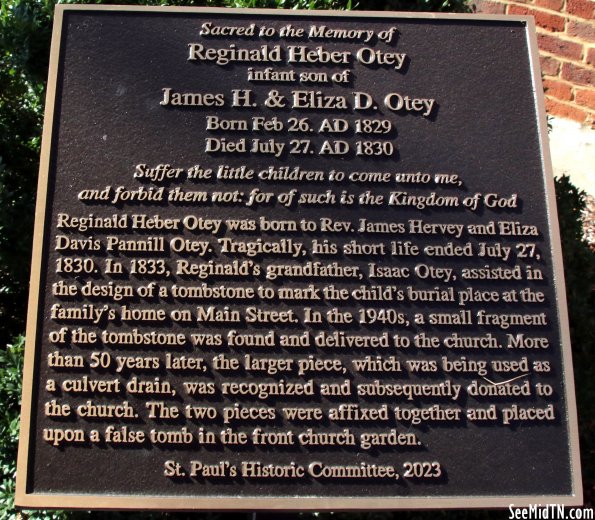 Sacred to the Memory of
Reginald Heber Otey
infant son of
James H. & Eliza D. Otey
Born Feb 26. AD 1829
Died July 27. AD 1830
Suffer the little children to come unto me,
and forbid them not: for of such is the Kingdom of God
Reginald Heber Otey was born to Rev. James Hervey and Eliza
Davis Pannill Otey. Tragically, his short life ended July 27,
1830. In 1833, Reginald's grandfather, Isaac Otey, assisted in
the design of a tombstone to mark the child's burial place at the
family's home on Main Street. In the 1940s, a small fragment
of the tombstone was found and delivered to the church. More
than 50 years later, the larger piece, which was being used as
a culvert drain, was recognized and subsequently donated to
the church. The two pieces were affixed together and placed
upon a false tomb in the front church garden.
St. Paul's Historic Committee, 2023
SeeMidTN.com